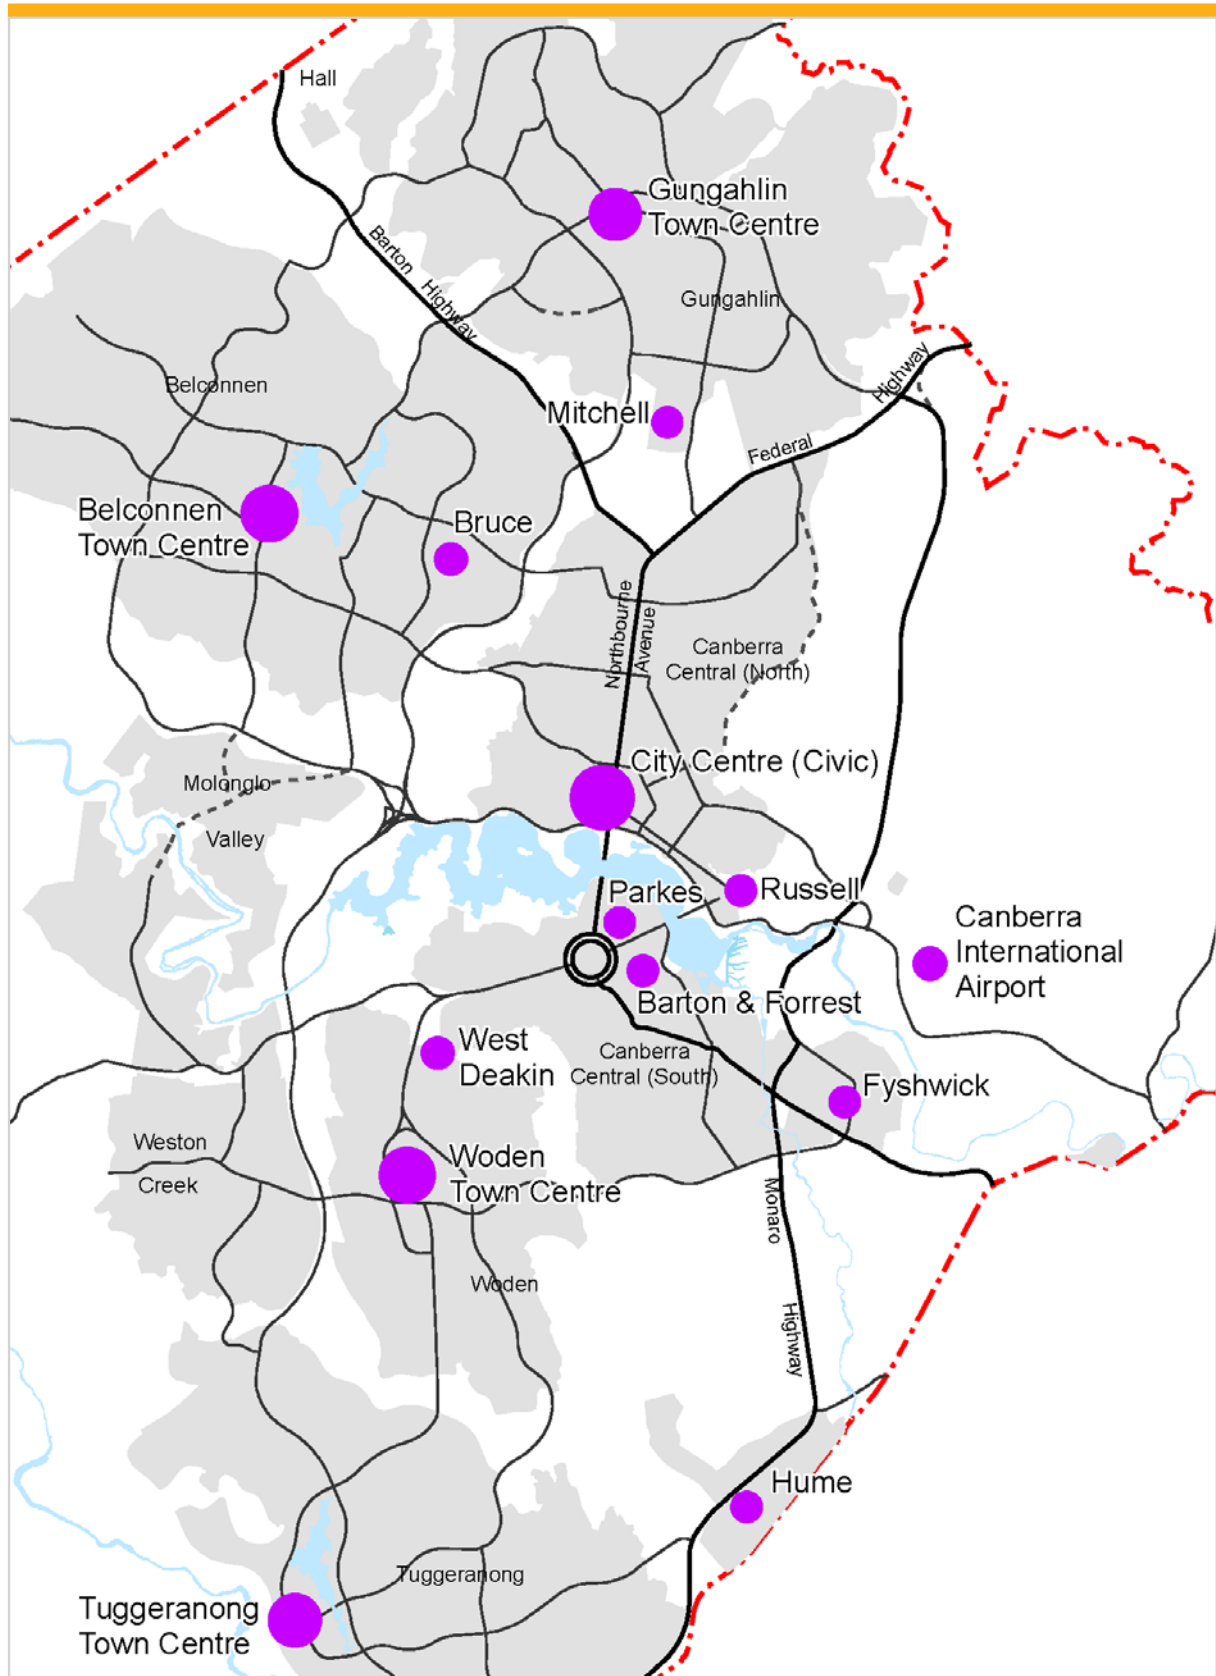 Hall
Gungahlin
Town Centre
Barton Highway
Gungahlin
Highway
Belconnen
Mitchell
Federal
Belconnen
Town Centre
Bruce
Northbourne
Avenue
Canberra
Central (North)
City Centre (Civic)
Molonglo
Valley
Parkes
Russell
Canberra
International
Airport
Barton & Forrest
West
Deakin
Canberra
Central (South)
Fyshwick
Weston
Creek
Woden
Town Centre
Monaro
Woden
Highway
Hume
Tuggeranong
Tuggeranong
Town Centre